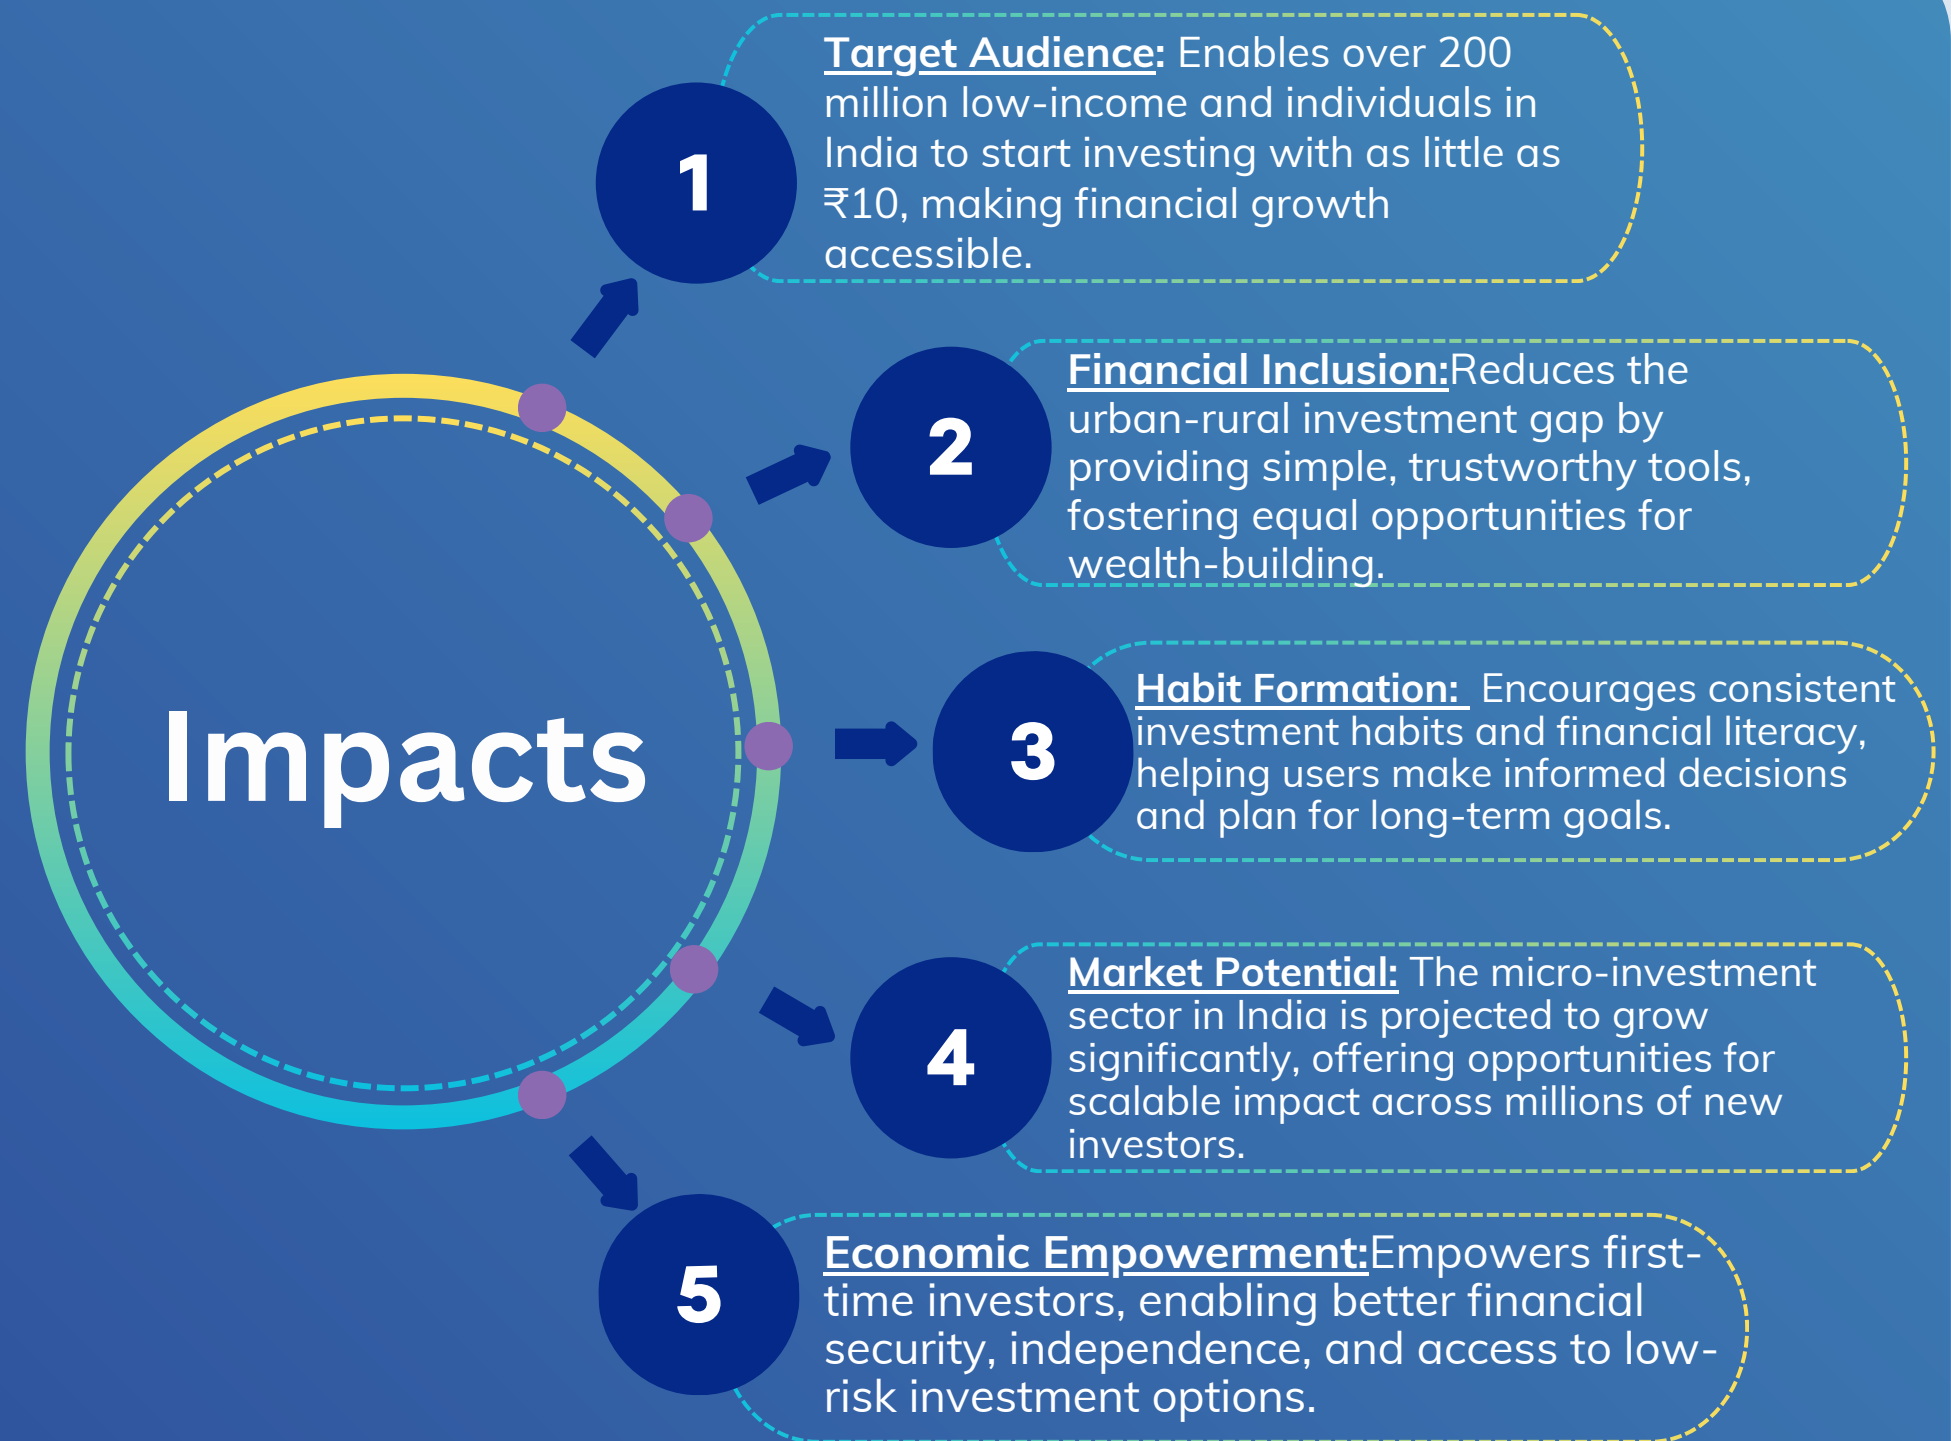 Impacts
1
Target Audience: Enables over 200
million low-income and individuals in
India to start investing with as little as
₹10, making financial growth
accessible.
2
Financial Inclusion:Reduces the
urban-rural investment gap by
providing simple, trustworthy tools,
fostering equal opportunities for
wealth-building.
3
Habit Formation: Encourages consistent
investment habits and financial literacy,
helping users make informed decisions
and plan for long-term goals.
4
Market Potential: The micro-investment
sector in India is projected to grow
significantly, offering opportunities for
scalable impact across millions of new
investors.
5
Economic Empowerment:Empowers first-
time investors, enabling better financial
security, independence, and access to low-
risk investment options.